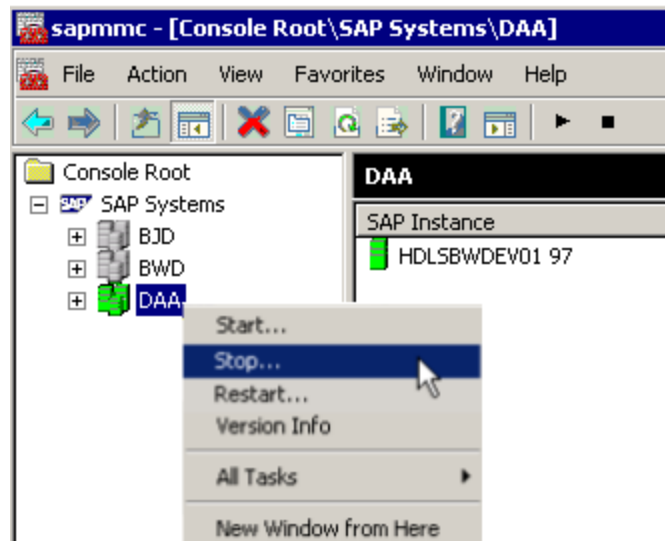 sapmmc - [Console Root\SAP Systems\DAA]
File Action View Favorites Window Help
Console Root
SAP SAP Systems
BJD
BWD
DAA
DAA
SAP Instance
HDLSBWDEV01 97
Start...
Stop...
Restart...
Version Info
All Tasks
New Window from Here